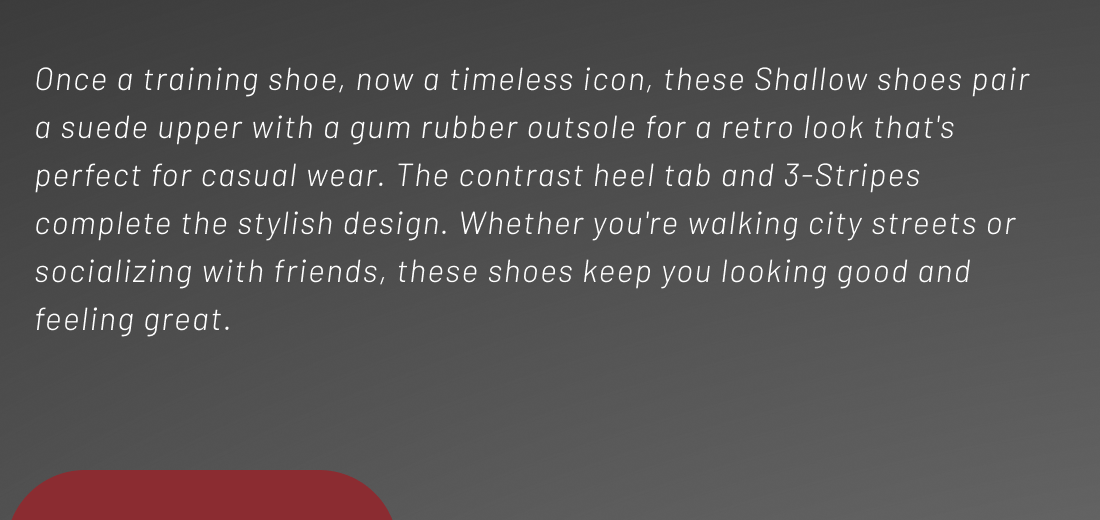 Once a training shoe, now a timeless icon, these Shallow shoes pair
a suede upper with a gum rubber outsole for a retro look that's
perfect for casual wear. The contrast heel tab and 3-Stripes
complete the stylish design. Whether you're walking city streets or
socializing with friends, these shoes keep you looking good and
feeling great.